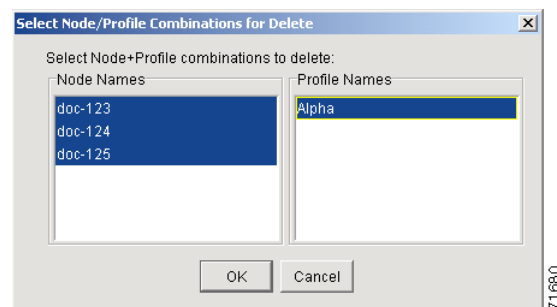 Select Node/Profile Combinations for Delete
Select Node+Profile combinations to delete:
Node Names
Profile Names
doc-123
doc-124
doc-125
Alpha
OK
Cancel
71680